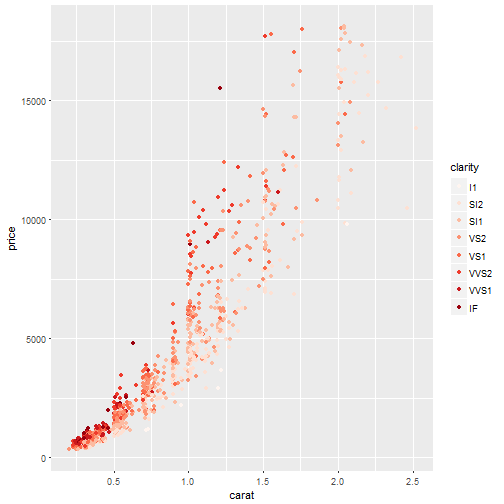 15000
10000
5000
0
price
0.5
1.0
1.5
2.0
2.5
carat
clarity
I1
SI2
SI1
VS2
VS1
VVS2
VVS1
IF